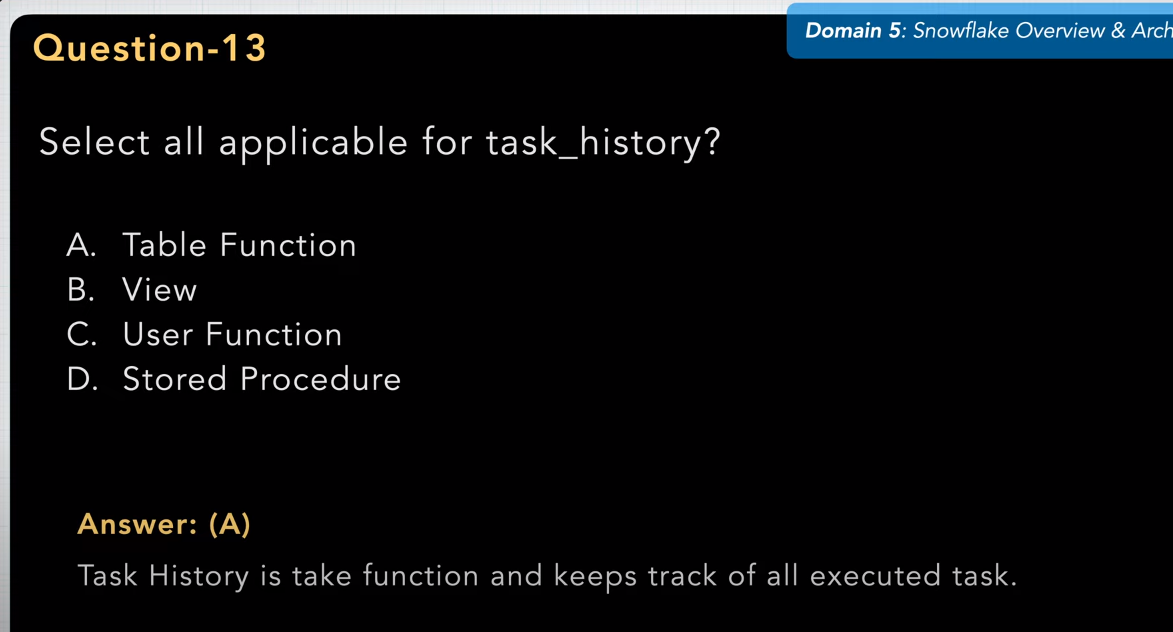 Domain 5: Snowflake Overview & Arch
Question-13
Select all applicable for task_history?
A. Table Function
B. View
C. User Function
D. Stored Procedure
Answer: (A)
Task History is take function and keeps track of all executed task.